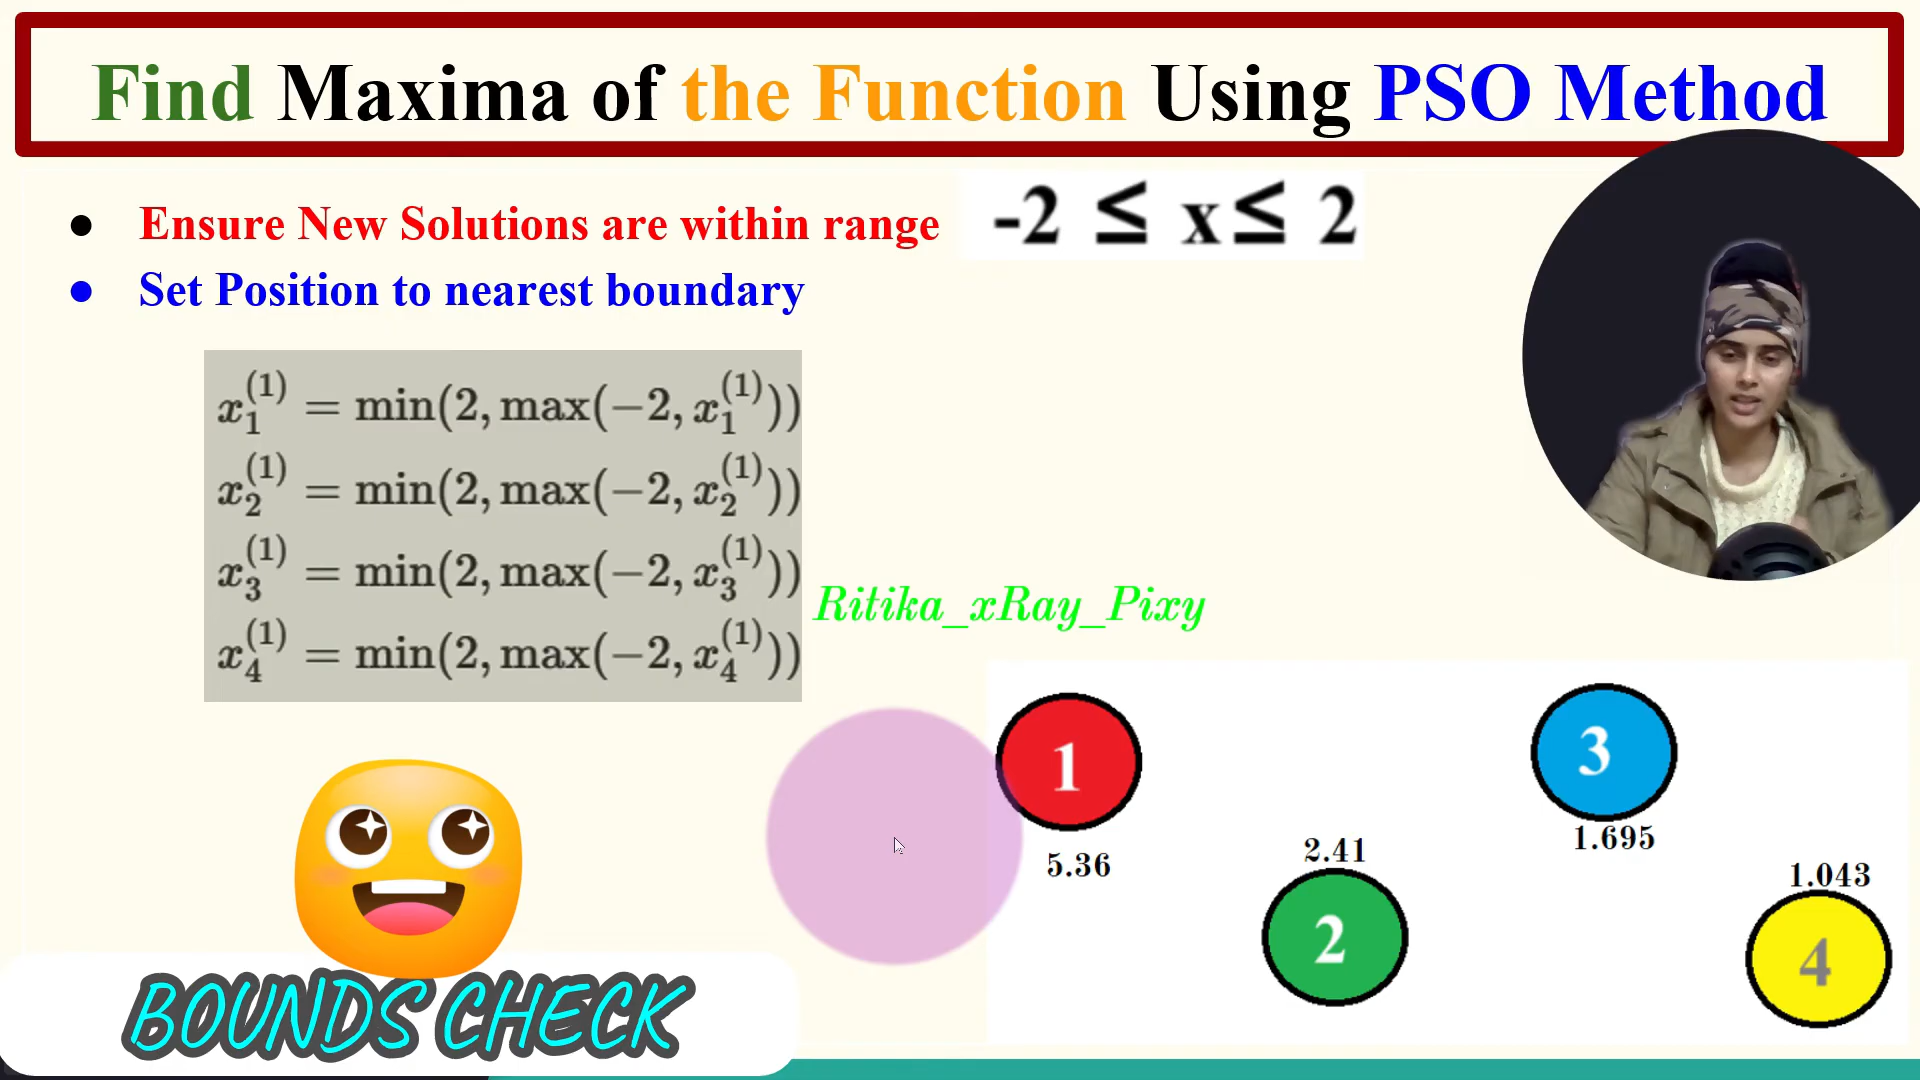 Find Maxima of the Function Using PSO Method
● Ensure New Solutions are within range -2 ≤ x ≤ 2
● Set Position to nearest boundary
x₁⁽¹⁾ = min(2, max(−2, x₁⁽¹⁾))
x₂⁽¹⁾ = min(2, max(−2, x₂⁽¹⁾))
x₃⁽¹⁾ = min(2, max(−2, x₃⁽¹⁾))
x₄⁽¹⁾ = min(2, max(−2, x₄⁽¹⁾))
Ritika_xRay_Pixy
1
5.36
2.41
2
3
1.695
1.043
4
BOUNDS CHECK